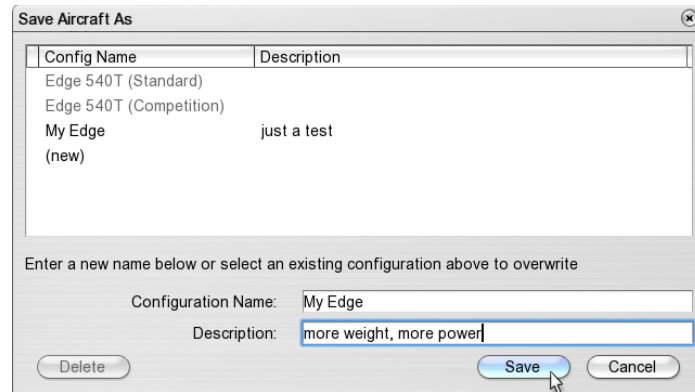 Save Aircraft As
Config Name Description
Edge 540T (Standard)
Edge 540T (Competition)
My Edge just a test
(new)
Enter a new name below or select an existing configuration above to overwrite
Configuration Name: My Edge
Description: more weight, more power
Delete Save Cancel